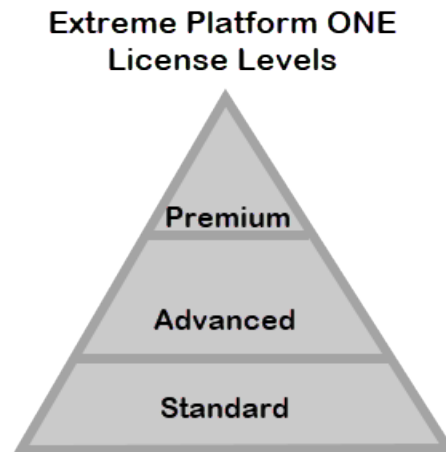 Extreme Platform ONE
License Levels
Premium
Advanced
Standard